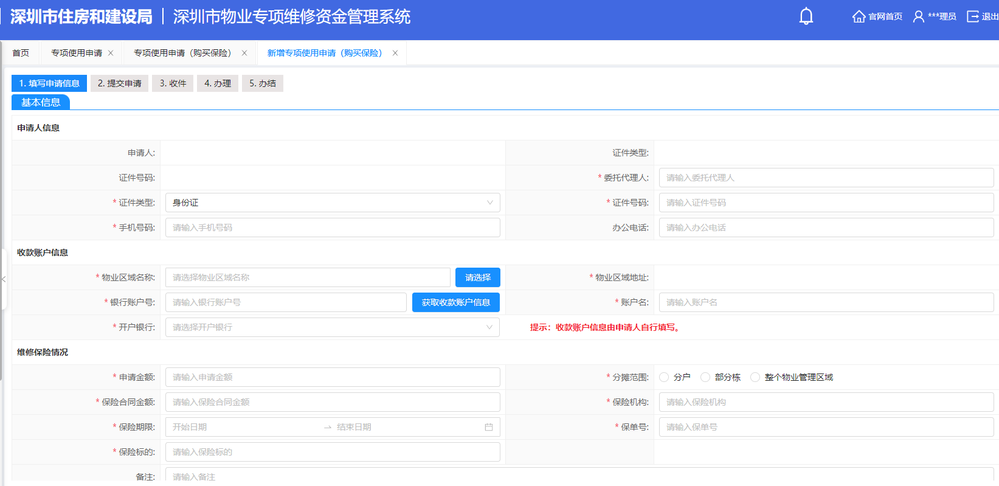 深圳市住房和建设局 深圳市物业专项维修资金管理系统 官网首页 ***理员 退出
首页 专项使用申请 专项使用申请（购买保险） 新增专项使用申请（购买保险）
1. 填写申请信息 2. 提交申请 3. 收件 4. 办理 5. 办结
基本信息
申请人信息
申请人: 证件类型:
证件号码: * 委托代理人: 请输入委托代理人
* 证件类型: 身份证 * 证件号码: 请输入证件号码
* 手机号码: 请输入手机号码 办公电话: 请输入办公电话
收款账户信息
* 物业区域名称: 请选择物业区域名称 请选择 * 物业区域地址:
* 银行账户号: 请输入银行账户号 获取收款账户信息 * 账户名: 请输入账户名
* 开户银行: 请选择开户银行 提示：收款账户信息由申请人自行填写。
维修保险情况
* 申请金额: 请输入申请金额 * 分摊范围: 分户 部分栋 整个物业管理区域
* 保险合同金额: 请输入保险合同金额 * 保险机构: 请输入保险机构
* 保险期限: 开始日期 → 结束日期 * 保单号: 请输入保单号
* 保险标的: 请输入保险标的
备注: 请输入备注